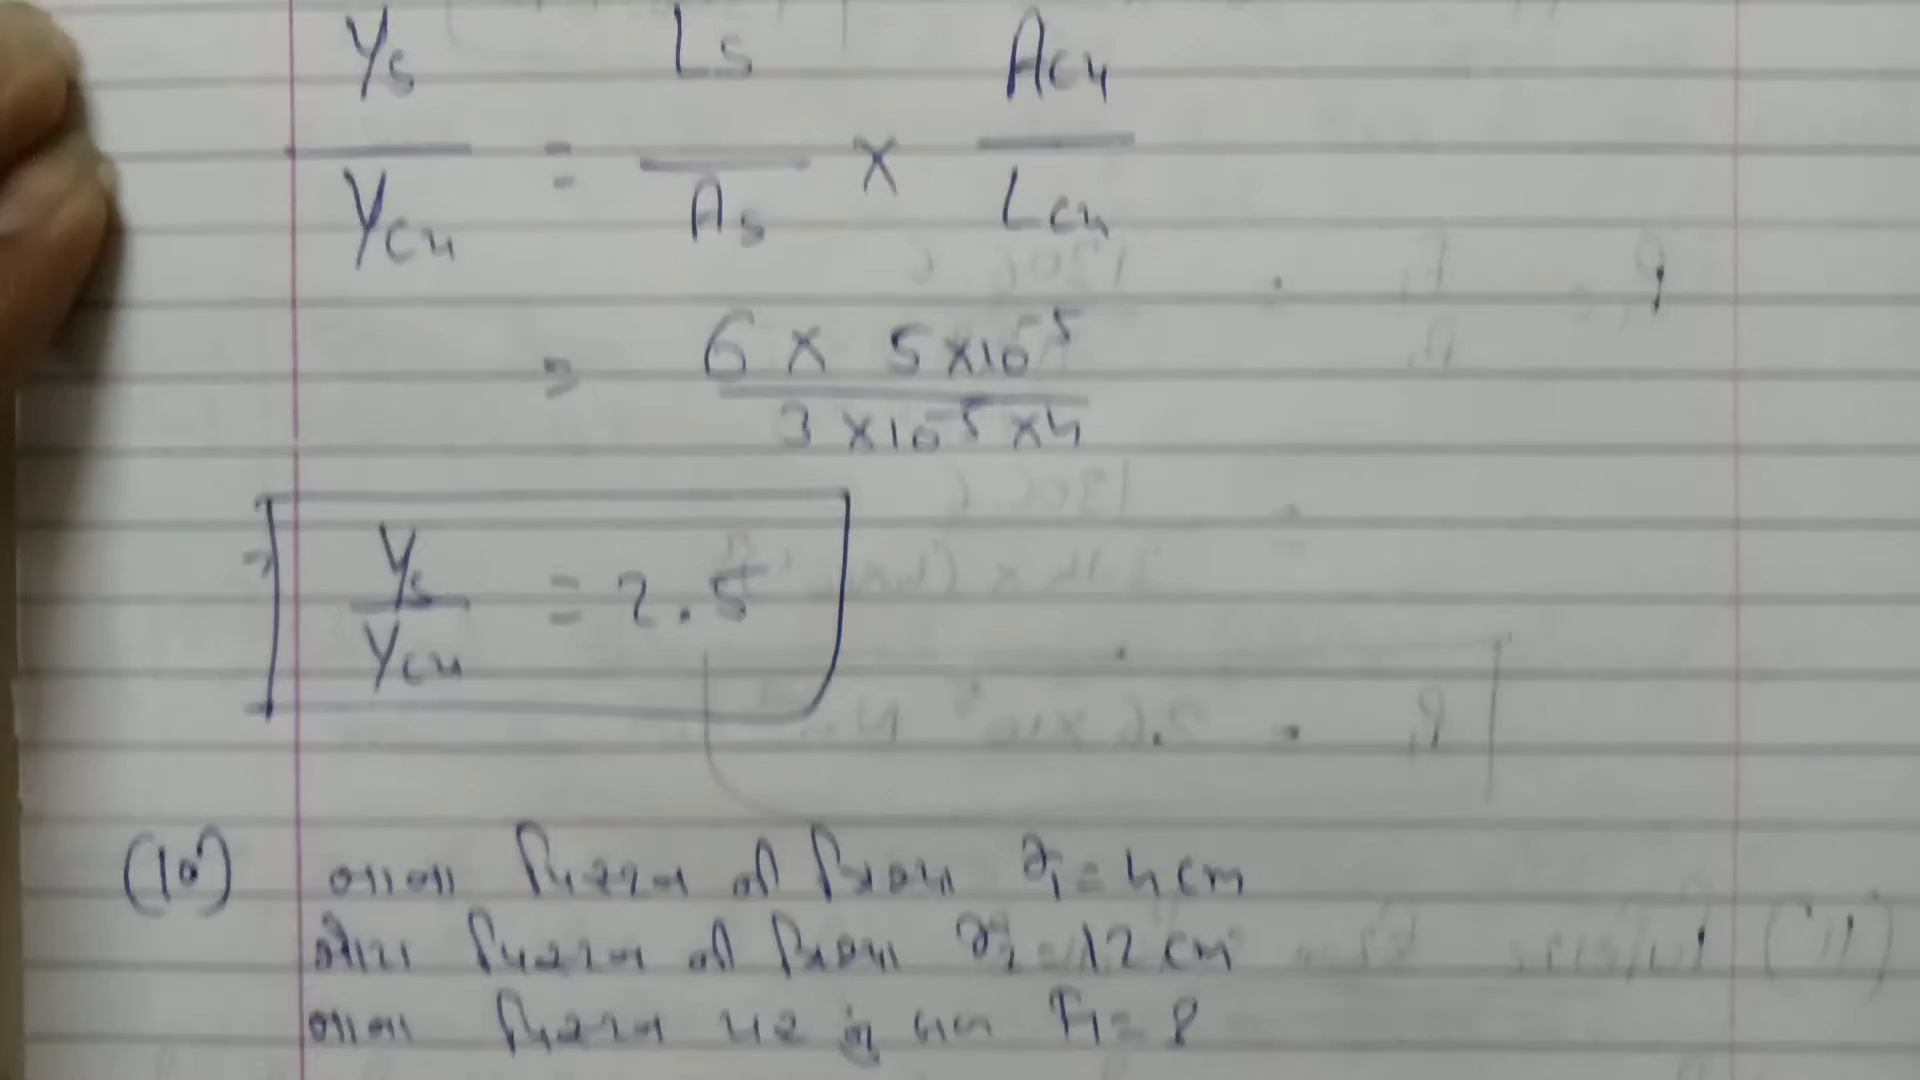 Ys / Ycu = Ls / As × Acu / Lcu
= 6 × 5×10⁻⁵ / 3×10⁻⁵×4
⇒ Ys / Ycu = 2.5
(10) નાના પિસ્ટન ની ત્રિજ્યા r₁ = 4 cm
મોટા પિસ્ટન ની ત્રિજ્યા r₂ = 12 cm
નાના પિસ્ટન પર નું બળ F₁ = ?